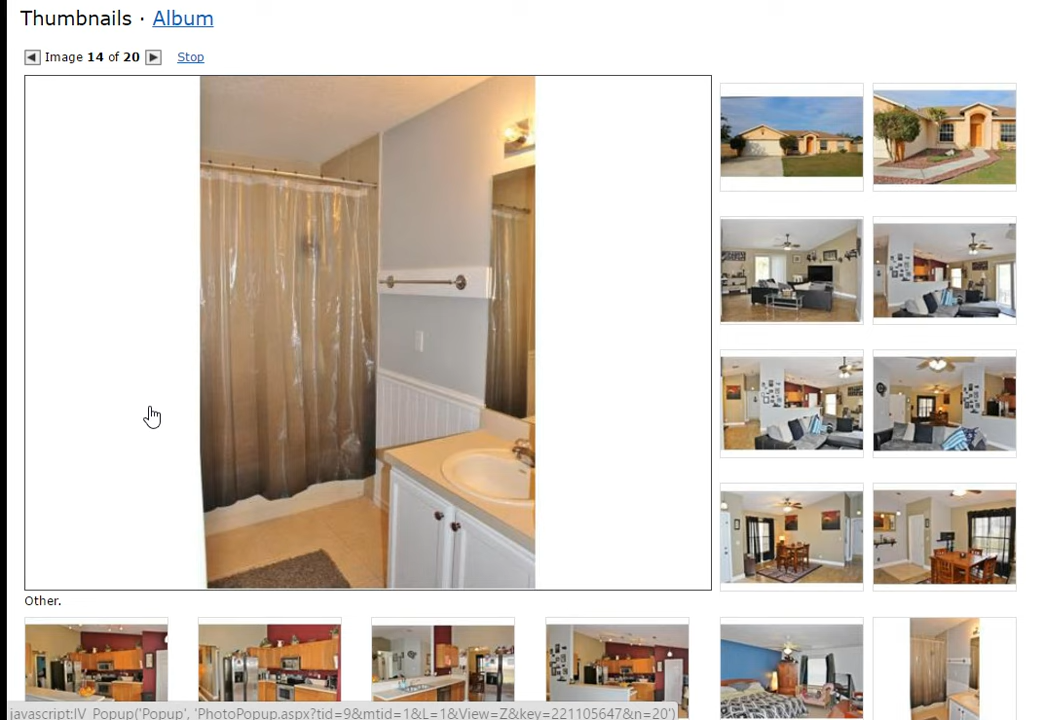 Thumbnails · Album
Image 14 of 20 Stop
Other.
javascript:IV_Popup('Popup', 'PhotoPopup.aspx?tid=9&mtid=1&L=1&View=Z&key=221105647&n=20')